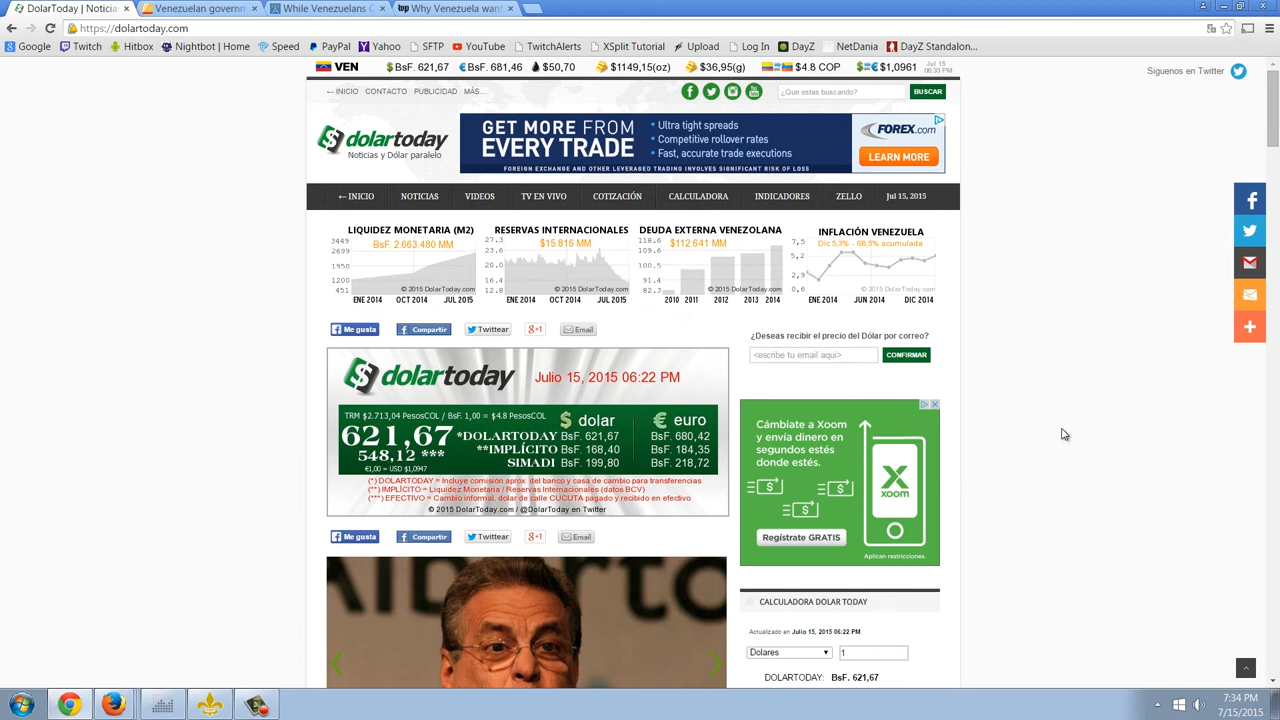 DolarToday | Noticias
Venezuelan governm
While Venezuelans C
Why Venezuela want
https://dolartoday.com
Google
Twitch
Hitbox
Nightbot | Home
Speed
PayPal
Yahoo
SFTP
YouTube
TwitchAlerts
XSplit Tutorial
Upload
Log In
DayZ
NetDania
DayZ Standalon...
VEN
$BsF. 621,67
€BsF. 681,46
$50,70
$1149,15(oz)
$36,95(g)
$4.8 COP
$1,0961
Jul 15
06:33 PM
Siguenos en Twitter
← INICIO CONTACTO PUBLICIDAD MÁS...
¿Que estas buscando?
BUSCAR
dolartoday
Noticias y Dólar paralelo
GET MORE FROM
EVERY TRADE
• Ultra tight spreads
• Competitive rollover rates
• Fast, accurate trade executions
FOREX.com
LEARN MORE
FOREIGN EXCHANGE AND OTHER LEVERAGED TRADING INVOLVES SIGNIFICANT RISK OF LOSS
← INICIO NOTICIAS VIDEOS TV EN VIVO COTIZACIÓN CALCULADORA INDICADORES ZELLO Jul 15, 2015
LIQUIDEZ MONETARIA (M2)
BsF. 2.663.480 MM
3449
2699
1950
1200
451
© 2015 DolarToday.com
ENE 2014 OCT 2014 JUL 2015
RESERVAS INTERNACIONALES
$15.816 MM
27.3
23.6
20.0
16.4
12.8
© 2015 DolarToday.com
ENE 2014 OCT 2014 JUL 2015
DEUDA EXTERNA VENEZOLANA
$112.641 MM
118.6
109.6
100.5
91.4
82.3
© 2015 DolarToday.com
2010 2011 2012 2013 2014
INFLACIÓN VENEZUELA
Dic 5,3% - 68,5% acumulada
7,5
5,2
2,9
0,6
© 2015 DolarToday.com
ENE 2014 JUN 2014 DIC 2014
Me gusta
Compartir
Twittear
g+1
Email
¿Deseas recibir el precio del Dólar por correo?
<escribe tu email aqui>
CONFIRMAR
dolartoday
Julio 15, 2015 06:22 PM
TRM $2.713,04 PesosCOL / BsF. 1,00 = $4.8 PesosCOL
621,67
548,12 ***
€1,00 = USD $1,0947
$ dolar € euro
*DOLARTODAY BsF. 621,67 BsF. 680,42
**IMPLÍCITO BsF. 168,40 BsF. 184,35
SIMADI BsF. 199,80 BsF. 218,72
(*) DOLARTODAY = Incluye comisión aprox. del banco y casa de cambio para transferencias
(**) IMPLÍCITO = Liquidez Monetaria / Reservas Internacionales (datos BCV)
(***) EFECTIVO = Cambio informal, dolar de calle CUCUTA pagado y recibido en efectivo
© 2015 DolarToday.com / @DolarToday en Twitter
Me gusta
Compartir
Twittear
g+1
Email
Cámbiate a Xoom
y envía dinero en
segundos estés
donde estés.
X
xoom
Regístrate GRATIS
Aplican restricciones.
CALCULADORA DOLAR TODAY
Actualizado en Julio 15, 2015 06:22 PM
Dolares
1
DOLARTODAY: BsF. 621,67
7:34 PM
7/15/2015